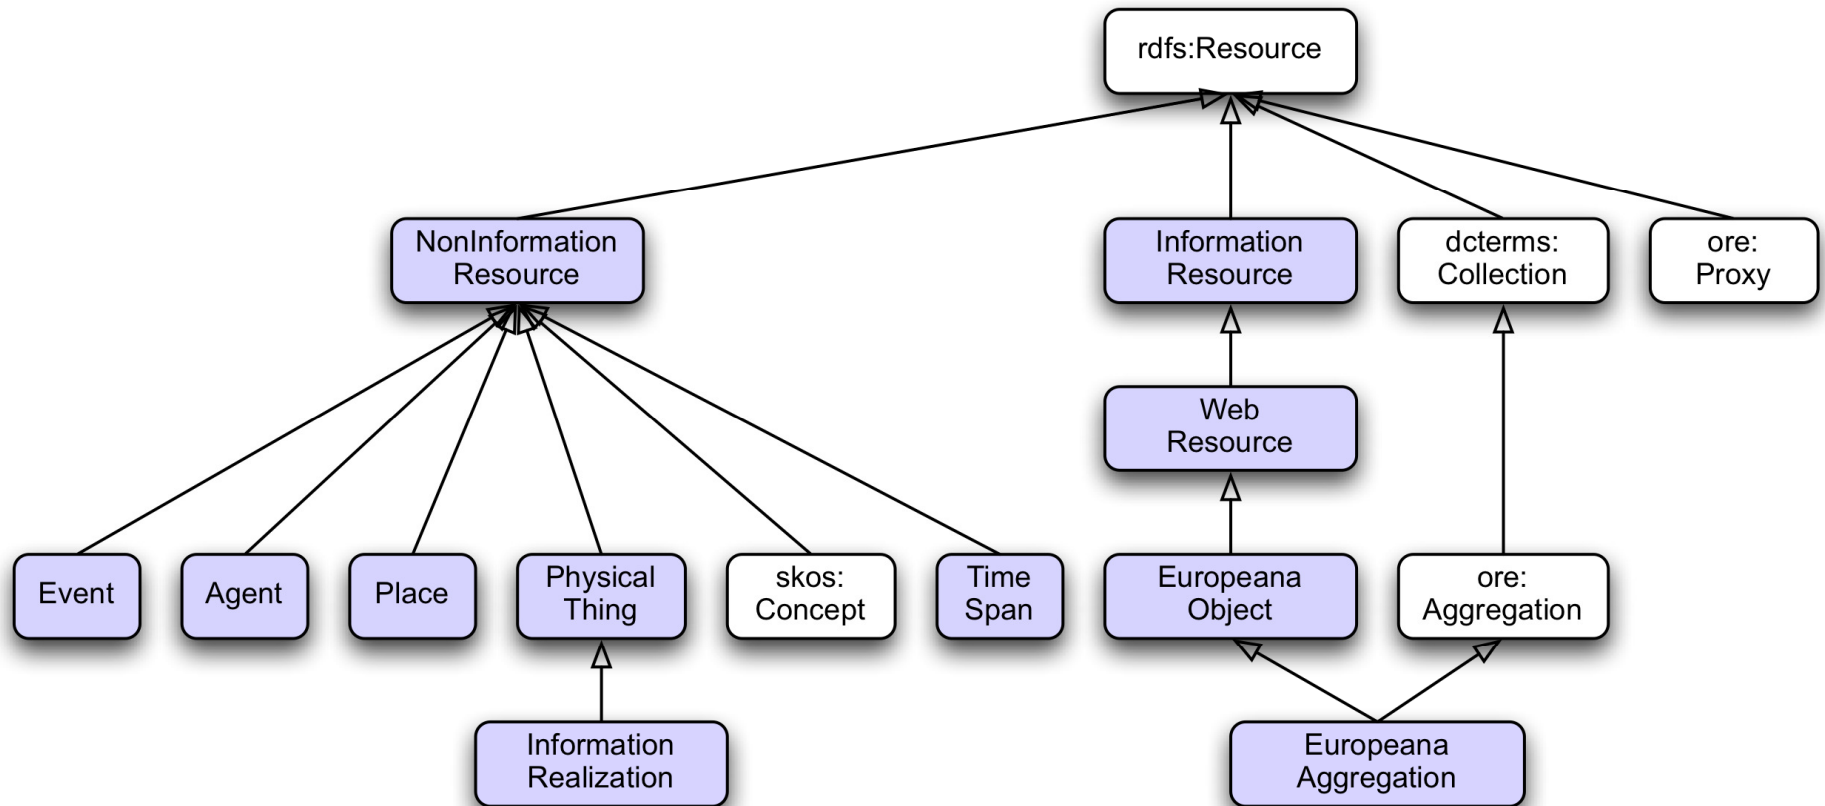 rdfs:Resource
NonInformation
Resource
Information
Resource
dcterms:
Collection
ore:
Proxy
Web
Resource
Event
Agent
Place
Physical
Thing
skos:
Concept
Time
Span
Europeana
Object
ore:
Aggregation
Information
Realization
Europeana
Aggregation